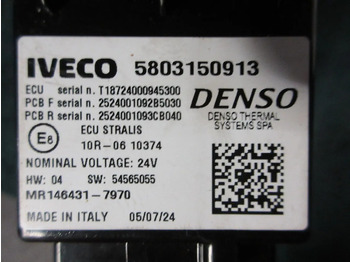 IVECO 5803150913
ECU serial n. T18724000945300
PCB F serial n. 2524001092B5030
PCB R serial n. 2524001093CB040
DENSO
DENSO THERMAL
SYSTEMS SPA
E8
ECU STRALIS
10R-06 10374
NOMINAL VOLTAGE: 24V
HW: 04 SW: 54565055
MR146431-7970
MADE IN ITALY 05/07/24